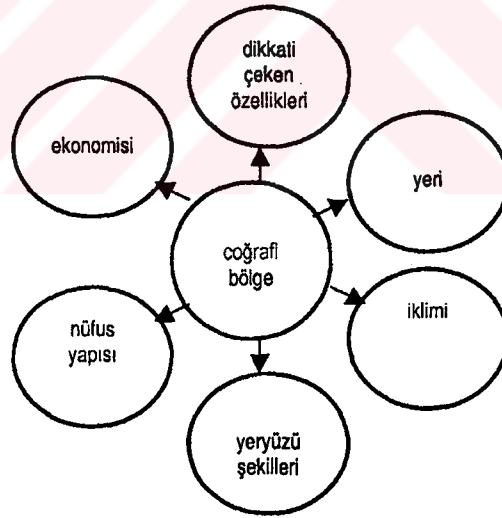 dikkati
çeken
özellikleri
ekonomisi
yeri
coğrafi
bölge
iklimi
nüfus
yapısı
yeryüzü
şekilleri